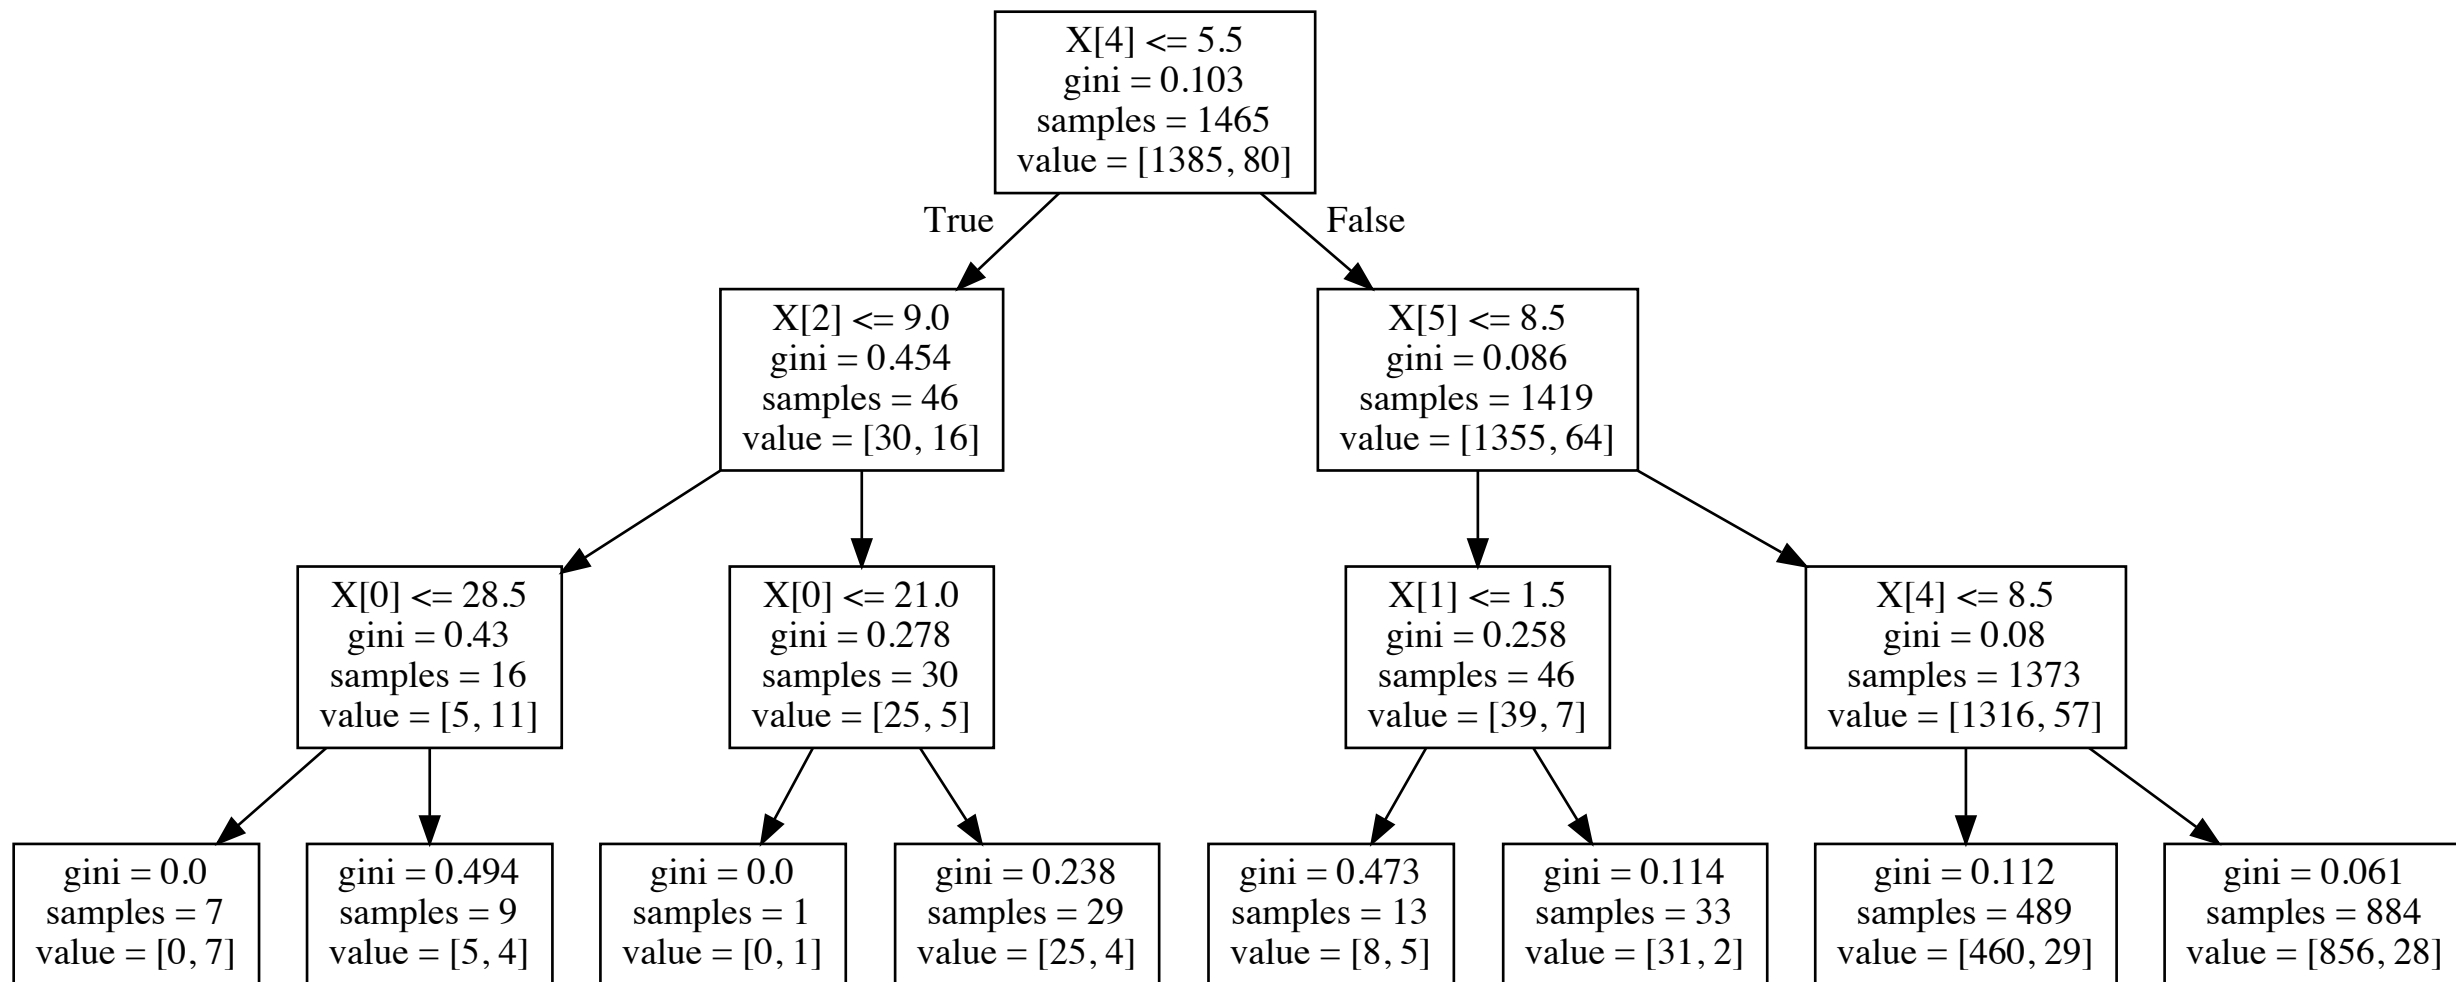 X[4] <= 5.5
gini = 0.103
samples = 1465
value = [1385, 80]
True
False
X[2] <= 9.0
gini = 0.454
samples = 46
value = [30, 16]
X[5] <= 8.5
gini = 0.086
samples = 1419
value = [1355, 64]
X[0] <= 28.5
gini = 0.43
samples = 16
value = [5, 11]
X[0] <= 21.0
gini = 0.278
samples = 30
value = [25, 5]
X[1] <= 1.5
gini = 0.258
samples = 46
value = [39, 7]
X[4] <= 8.5
gini = 0.08
samples = 1373
value = [1316, 57]
gini = 0.0
samples = 7
value = [0, 7]
gini = 0.494
samples = 9
value = [5, 4]
gini = 0.0
samples = 1
value = [0, 1]
gini = 0.238
samples = 29
value = [25, 4]
gini = 0.473
samples = 13
value = [8, 5]
gini = 0.114
samples = 33
value = [31, 2]
gini = 0.112
samples = 489
value = [460, 29]
gini = 0.061
samples = 884
value = [856, 28]